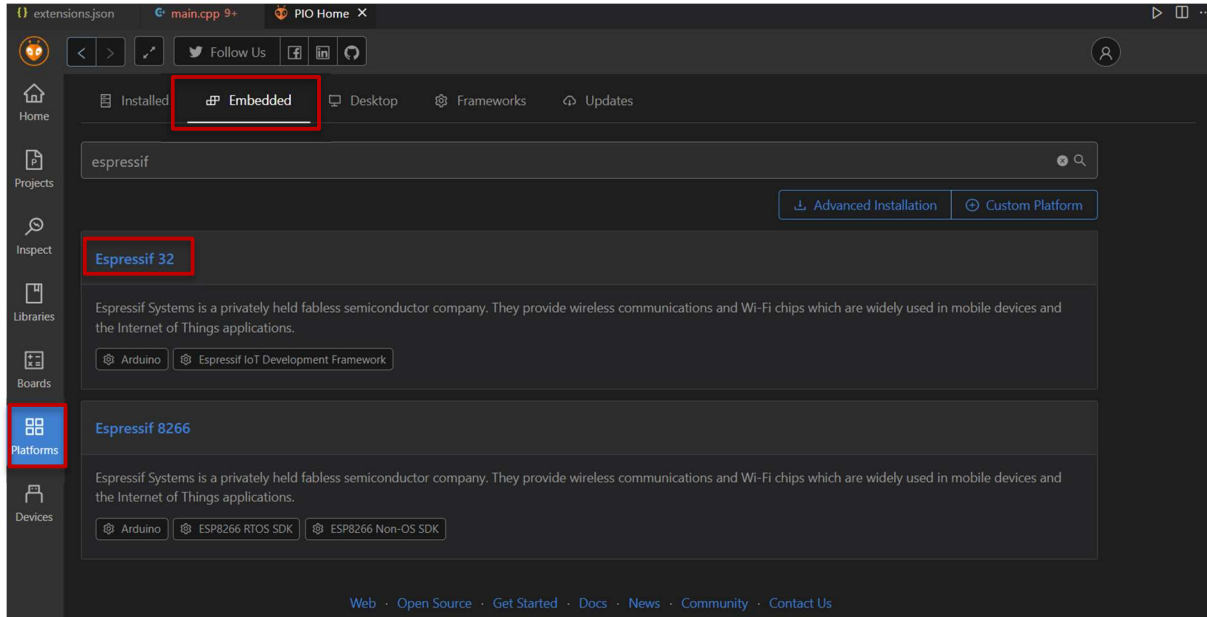 {} extensions.json
main.cpp 9+
PIO Home
Follow Us
Home
Installed
Embedded
Desktop
Frameworks
Updates
Projects
espressif
Advanced Installation
Custom Platform
Inspect
Espressif 32
Libraries
Espressif Systems is a privately held fabless semiconductor company. They provide wireless communications and Wi-Fi chips which are widely used in mobile devices and
the Internet of Things applications.
Arduino
Espressif IoT Development Framework
Boards
Platforms
Espressif 8266
Espressif Systems is a privately held fabless semiconductor company. They provide wireless communications and Wi-Fi chips which are widely used in mobile devices and
the Internet of Things applications.
Devices
Arduino
ESP8266 RTOS SDK
ESP8266 Non-OS SDK
Web · Open Source · Get Started · Docs · News · Community · Contact Us